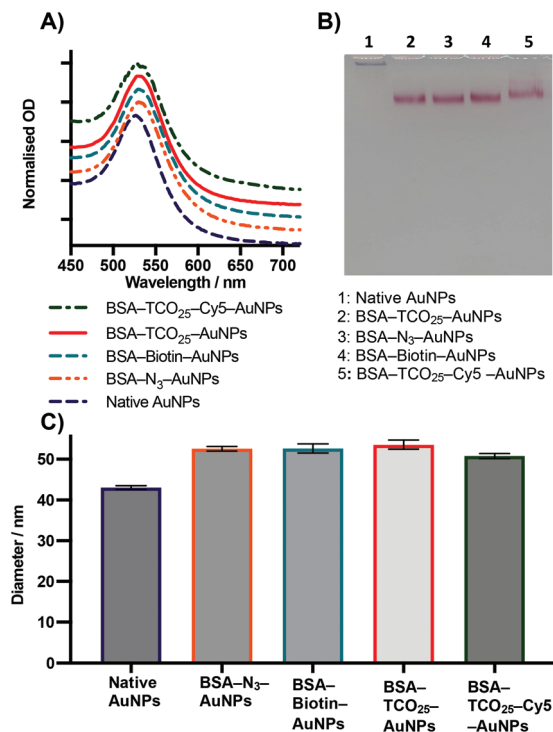 A)
Normalised OD
450 500 550 600 650 700
Wavelength / nm
BSA–TCO₂₅–Cy5–AuNPs
BSA–TCO₂₅–AuNPs
BSA–Biotin–AuNPs
BSA–N₃–AuNPs
Native AuNPs
B)
1 2 3 4 5
1: Native AuNPs
2: BSA–TCO₂₅–AuNPs
3: BSA–N₃–AuNPs
4: BSA–Biotin–AuNPs
5: BSA–TCO₂₅–Cy5 –AuNPs
C)
Diameter / nm
50
40
30
20
10
0
Native
AuNPs
BSA–N₃–
AuNPs
BSA–
Biotin–
AuNPs
BSA–
TCO₂₅–
AuNPs
BSA–
TCO₂₅–Cy5
–AuNPs